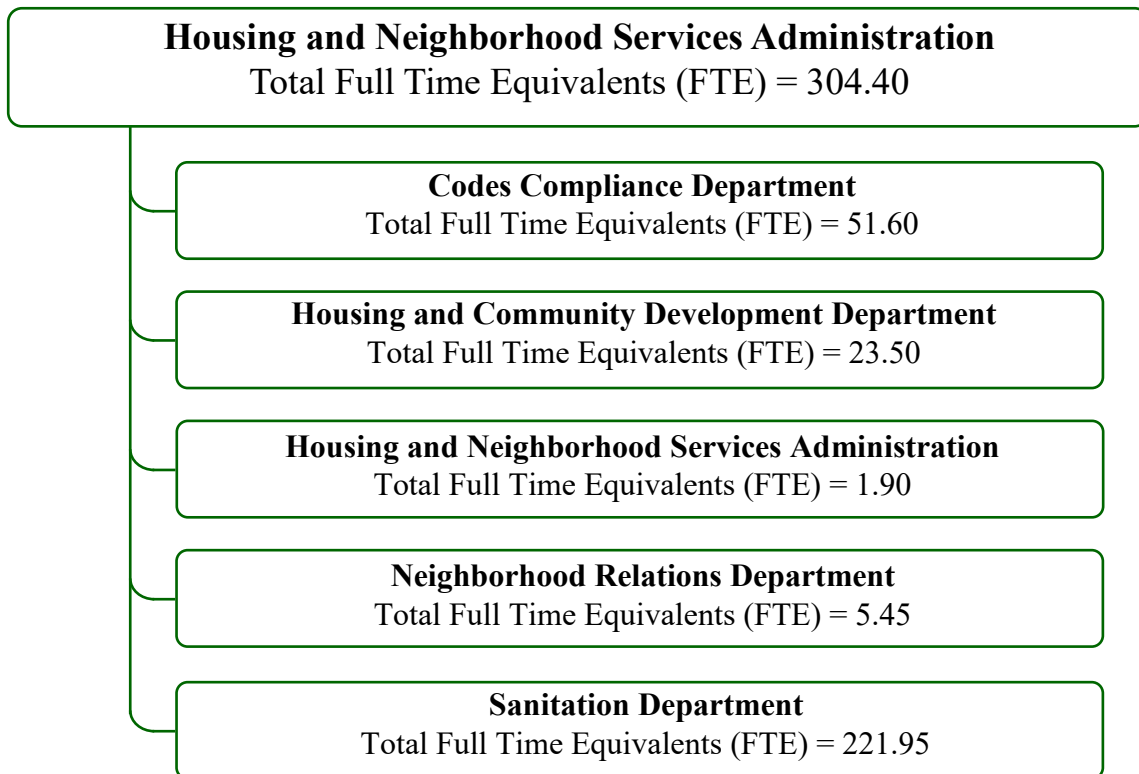 Housing and Neighborhood Services Administration
Total Full Time Equivalents (FTE) = 304.40
Codes Compliance Department
Total Full Time Equivalents (FTE) = 51.60
Housing and Community Development Department
Total Full Time Equivalents (FTE) = 23.50
Housing and Neighborhood Services Administration
Total Full Time Equivalents (FTE) = 1.90
Neighborhood Relations Department
Total Full Time Equivalents (FTE) = 5.45
Sanitation Department
Total Full Time Equivalents (FTE) = 221.95